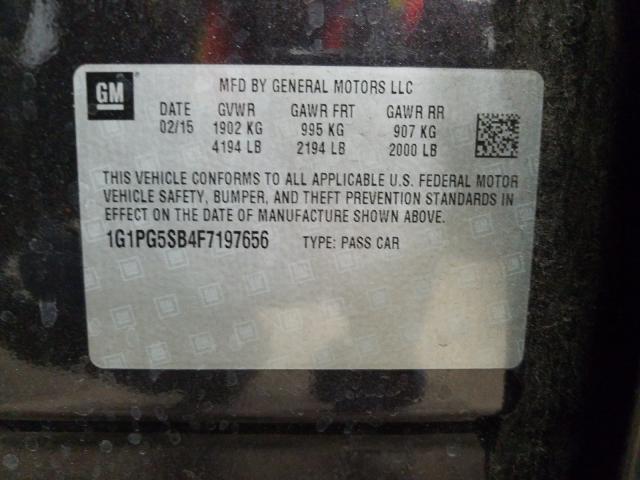 GM
MFD BY GENERAL MOTORS LLC
DATE GVWR GAWR FRT GAWR RR
02/15 1902 KG 995 KG 907 KG
4194 LB 2194 LB 2000 LB
THIS VEHICLE CONFORMS TO ALL APPLICABLE U.S. FEDERAL MOTOR
VEHICLE SAFETY, BUMPER, AND THEFT PREVENTION STANDARDS IN
EFFECT ON THE DATE OF MANUFACTURE SHOWN ABOVE.
1G1PG5SB4F7197656 TYPE: PASS CAR